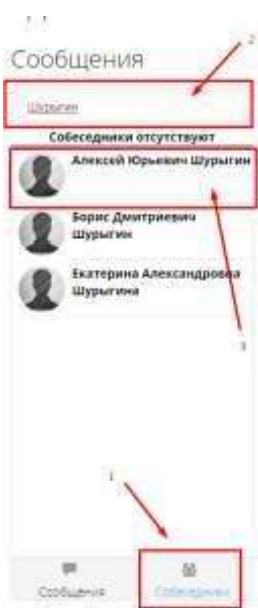 Сообщения
2
Шурыгин
Собеседники отсутствуют
Алексей Юрьевич Шурыгин
Борис Дмитриевич
Шурыгин
Екатерина Александровна
Шурыгина
3
1
Сообщения
Собеседники